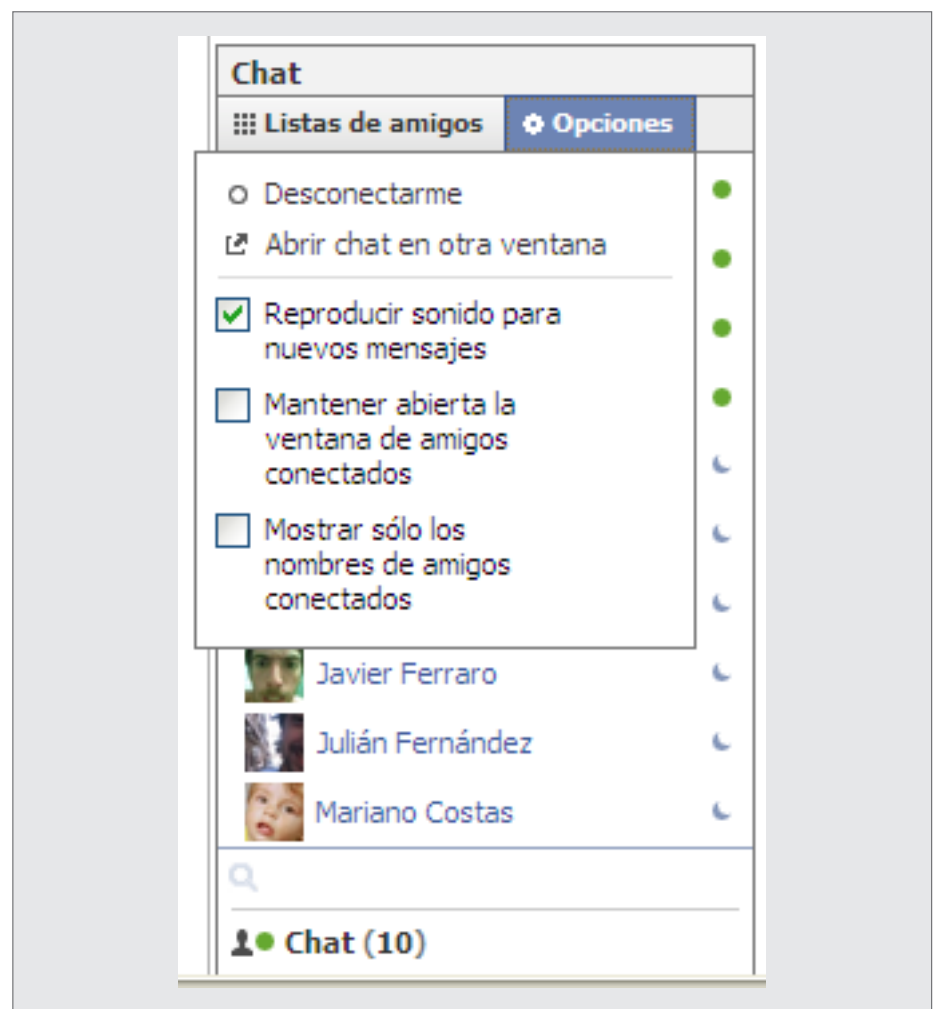 Chat
Listas de amigos Opciones
Desconectarme
Abrir chat en otra ventana
Reproducir sonido para
nuevos mensajes
Mantener abierta la
ventana de amigos
conectados
Mostrar sólo los
nombres de amigos
conectados
Javier Ferraro
Julián Fernández
Mariano Costas
Chat (10)